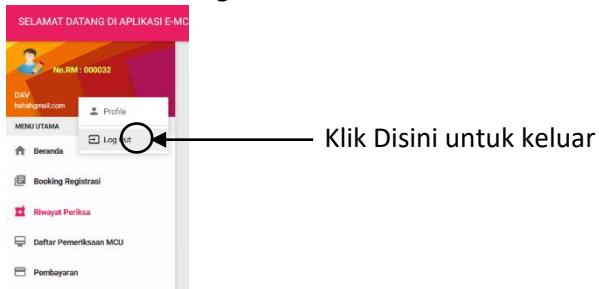 SELAMAT DATANG DI APLIKASI E-MC
No.RM : 000032
DAV
hahahgmail.com
Profile
MENU UTAMA
Log Out
Klik Disini untuk keluar
Beranda
Booking Registrasi
Riwayat Periksa
Daftar Pemeriksaan MCU
Pembayaran